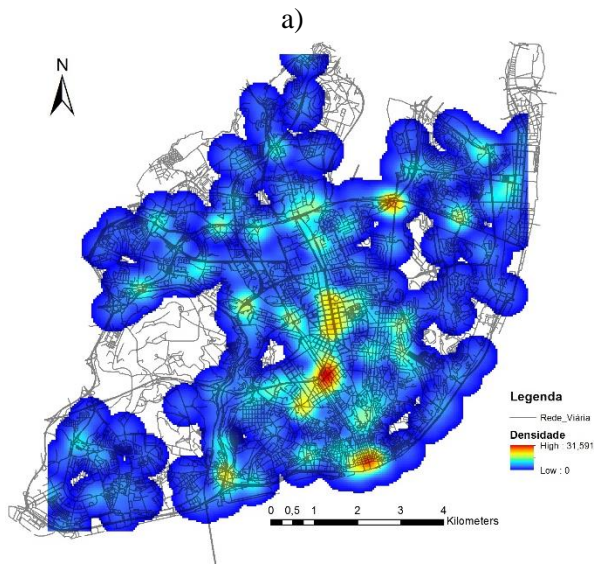 a)
N
Legenda
Rede_Viária
Densidade
High : 31,591
Low : 0
0 0,5 1 2 3 4
Kilometers